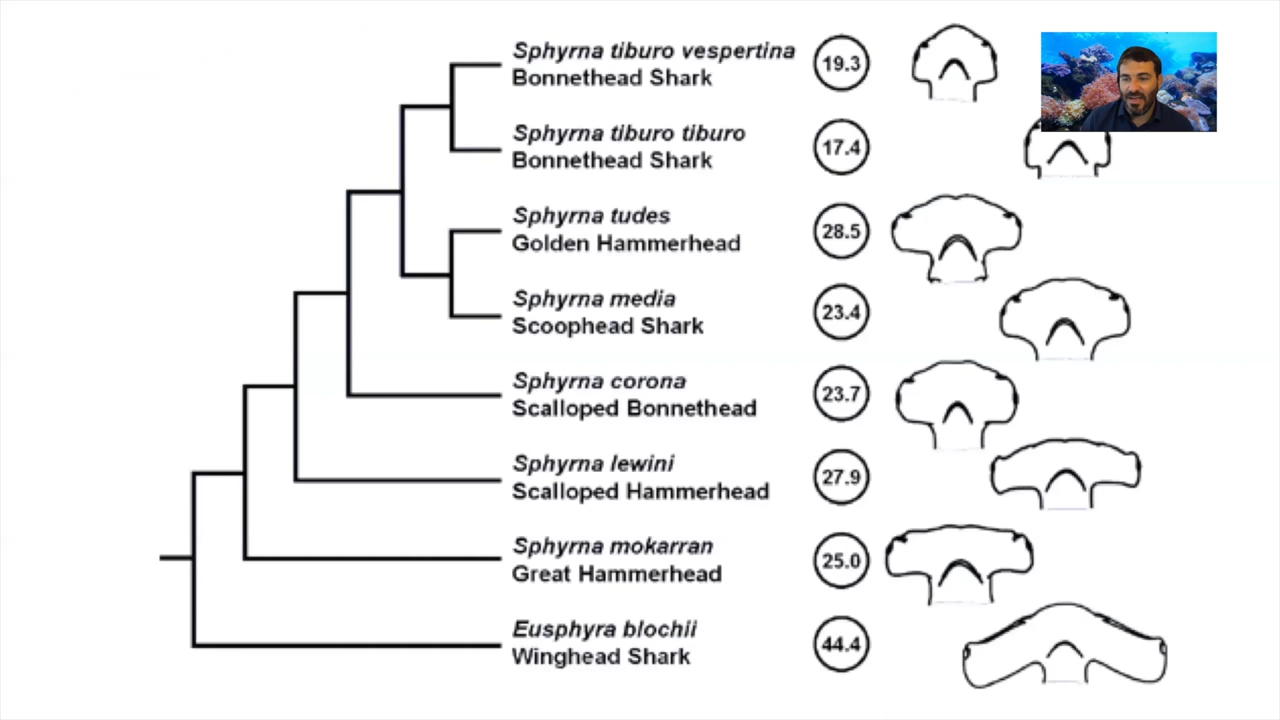 Sphyrna tiburo vespertina
Bonnethead Shark
19.3
Sphyrna tiburo tiburo
Bonnethead Shark
17.4
Sphyrna tudes
Golden Hammerhead
28.5
Sphyrna media
Scoophead Shark
23.4
Sphyrna corona
Scalloped Bonnethead
23.7
Sphyrna lewini
Scalloped Hammerhead
27.9
Sphyrna mokarran
Great Hammerhead
25.0
Eusphyra blochii
Winghead Shark
44.4